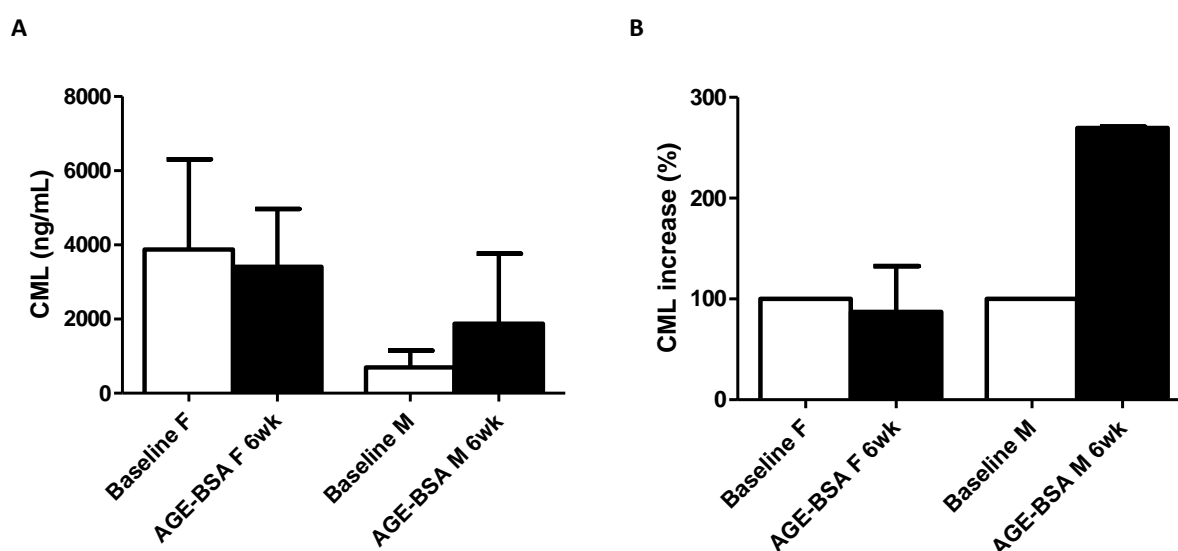 A
8000
6000
4000
2000
0
CML (ng/mL)
Baseline F
AGE-BSA F 6wk
Baseline M
AGE-BSA M 6wk
B
300
200
100
0
CML increase (%)
Baseline F
AGE-BSA F 6wk
Baseline M
AGE-BSA M 6wk